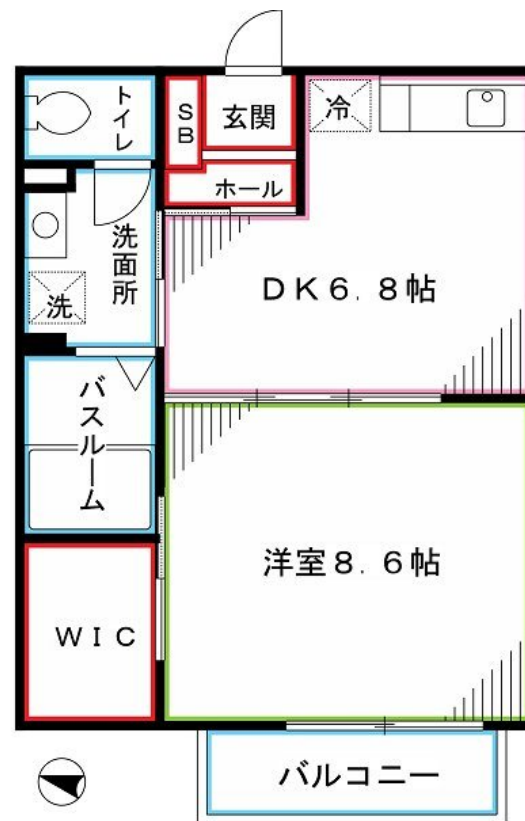 トイレ
SB
玄関
冷
ホール
洗面所
洗
DK6.8帖
バスルーム
洋室8.6帖
WIC
バルコニー